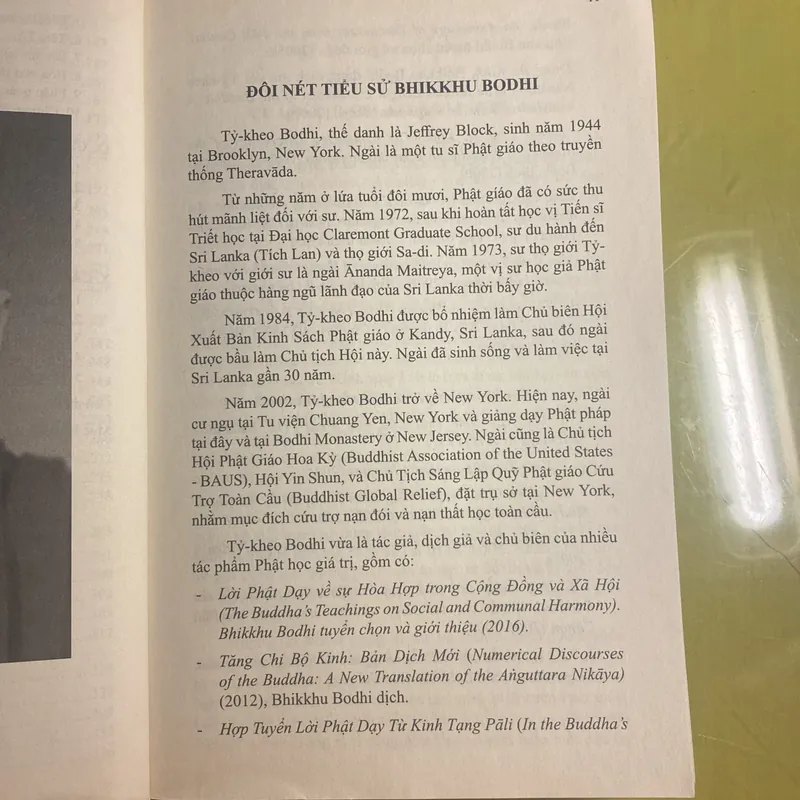 ĐÔI NÉT TIỂU SỬ BHIKKHU BODHI
Tỳ-kheo Bodhi, thế danh là Jeffrey Block, sinh năm 1944
tại Brooklyn, New York. Ngài là một tu sĩ Phật giáo theo truyền
thống Theravāda.
Từ những năm ở lứa tuổi đôi mươi, Phật giáo đã có sức thu
hút mãnh liệt đối với sư. Năm 1972, sau khi hoàn tất học vị Tiến sĩ
Triết học tại Đại học Claremont Graduate School, sư du hành đến
Sri Lanka (Tích Lan) và thọ giới Sa-di. Năm 1973, sư thọ giới Tỳ-
kheo với giới sư là ngài Ānanda Maitreya, một vị sư học giả Phật
giáo thuộc hàng ngũ lãnh đạo của Sri Lanka thời bấy giờ.
Năm 1984, Tỳ-kheo Bodhi được bổ nhiệm làm Chủ biên Hội
Xuất Bản Kinh Sách Phật giáo ở Kandy, Sri Lanka, sau đó ngài
được bầu làm Chủ tịch Hội này. Ngài đã sinh sống và làm việc tại
Sri Lanka gần 30 năm.
Năm 2002, Tỳ-kheo Bodhi trở về New York. Hiện nay, ngài
cư ngụ tại Tu viện Chuang Yen, New York và giảng dạy Phật pháp
tại đây và tại Bodhi Monastery ở New Jersey. Ngài cũng là Chủ tịch
Hội Phật Giáo Hoa Kỳ (Buddhist Association of the United States
- BAUS), Hội Yin Shun, và Chủ Tịch Sáng Lập Quỹ Phật giáo Cứu
Trợ Toàn Cầu (Buddhist Global Relief), đặt trụ sở tại New York,
nhằm mục đích cứu trợ nạn đói và nạn thất học toàn cầu.
Tỳ-kheo Bodhi vừa là tác giả, dịch giả và chủ biên của nhiều
tác phẩm Phật học giá trị, gồm có:
- Lời Phật Dạy về sự Hòa Hợp trong Cộng Đồng và Xã Hội
(The Buddha's Teachings on Social and Communal Harmony).
Bhikkhu Bodhi tuyển chọn và giới thiệu (2016).
- Tăng Chi Bộ Kinh: Bản Dịch Mới (Numerical Discourses
of the Buddha: A New Translation of the Aṅguttara Nikāya)
(2012), Bhikkhu Bodhi dịch.
- Hợp Tuyển Lời Phật Dạy Từ Kinh Tạng Pāli (In the Buddha's